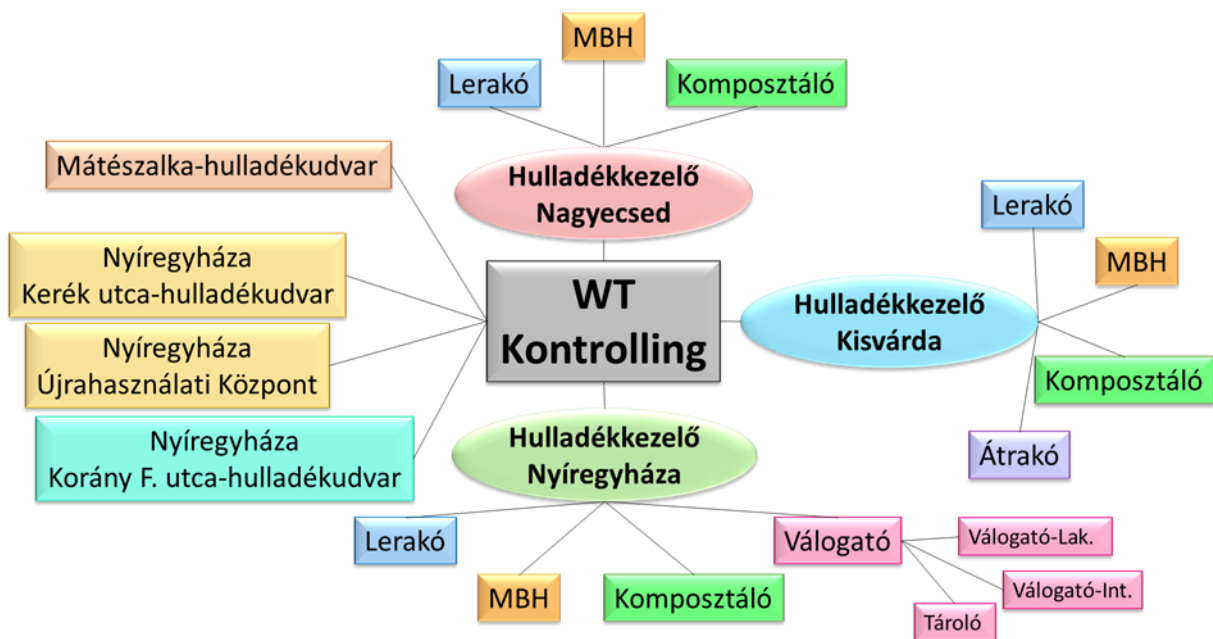 MBH
Lerakó
Komposztáló
Hulladékkezelő
Nagyecsed
Mátészalka-hulladékudvar
Nyíregyháza
Kerék utca-hulladékudvar
Nyíregyháza
Újrahasználati Központ
Nyíregyháza
Korány F. utca-hulladékudvar
WT
Kontrolling
Hulladékkezelő
Kisvárda
Lerakó
MBH
Komposztáló
Átrakó
Hulladékkezelő
Nyíregyháza
Lerakó
MBH
Komposztáló
Válogató
Válogató-Lak.
Válogató-Int.
Tároló